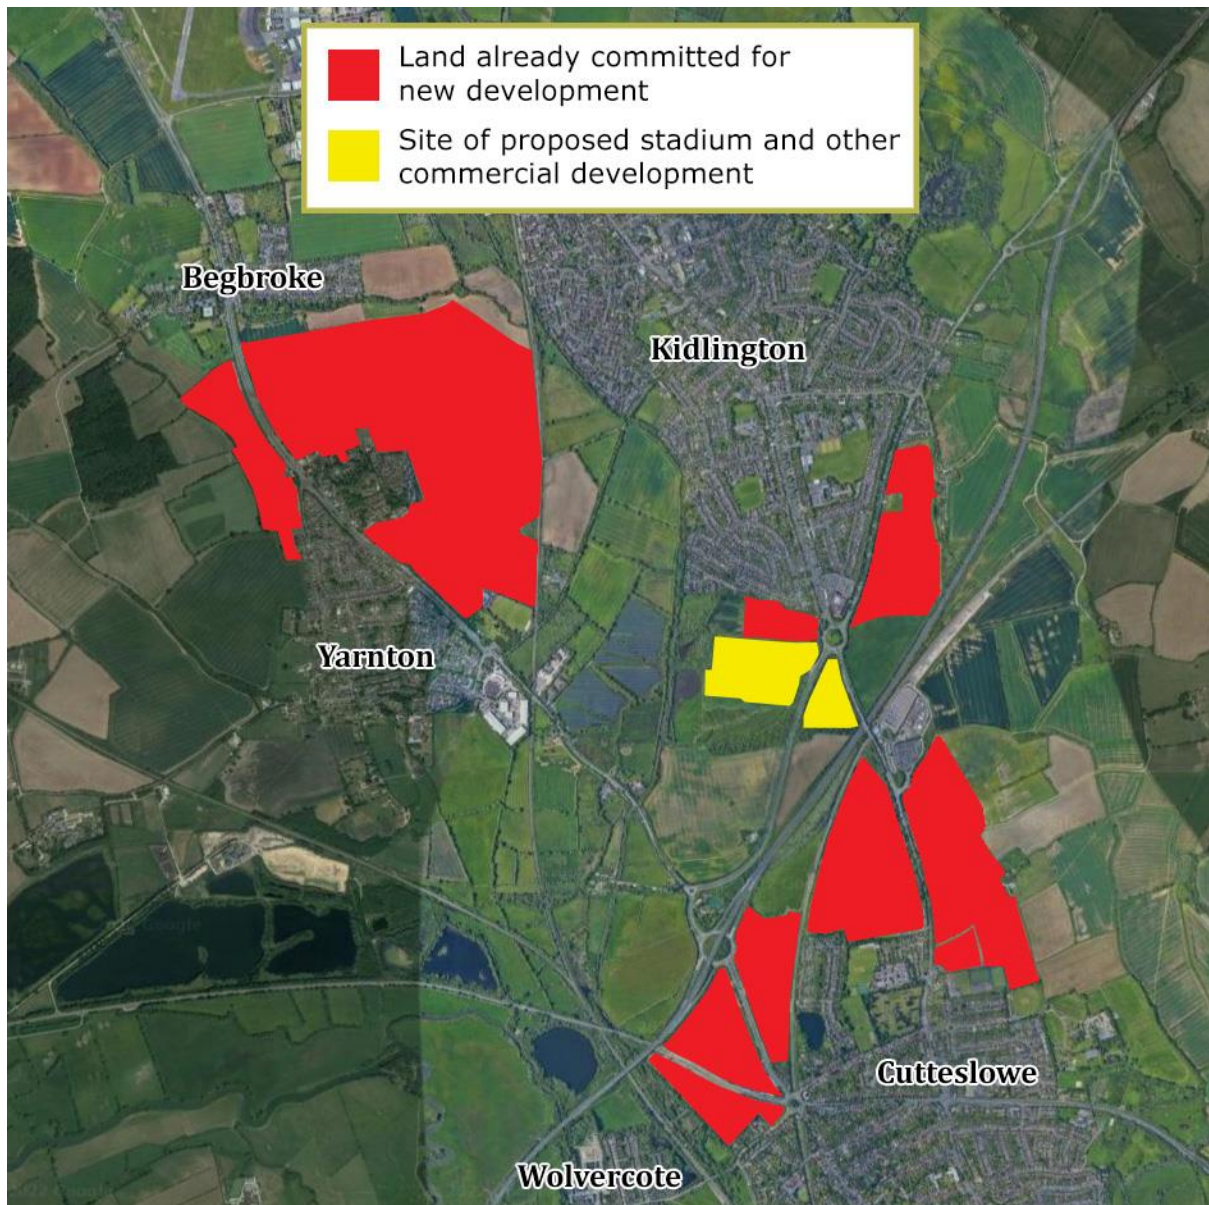 Land already committed for
new development
Site of proposed stadium and other
commercial development
Begbroke
Kidlington
Yarnton
Google
Cutteslowe
Wolvercote